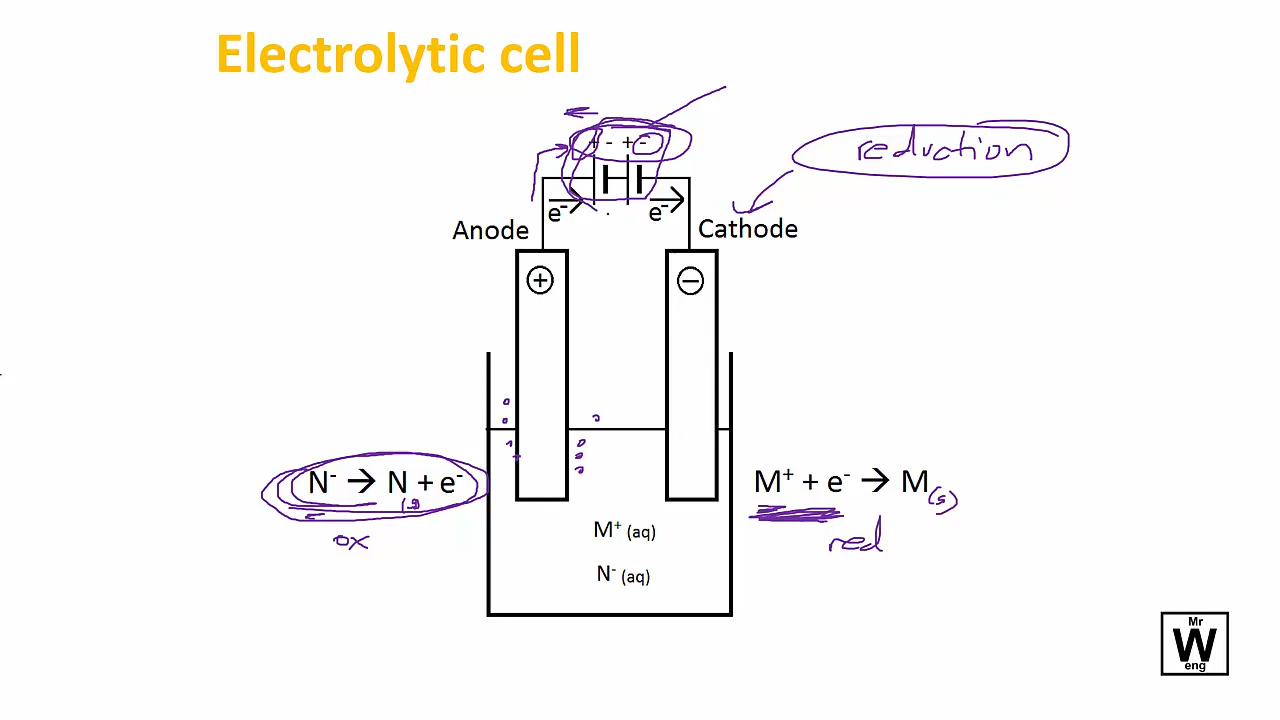 Electrolytic cell
+ - + -
reduction
e⁻ → e⁻ →
Anode
Cathode
+
−
N⁻ → N(g) + e⁻
ox
M⁺ + e⁻ → M(s)
red
M⁺ (aq)
N⁻ (aq)
Mr
W
eng